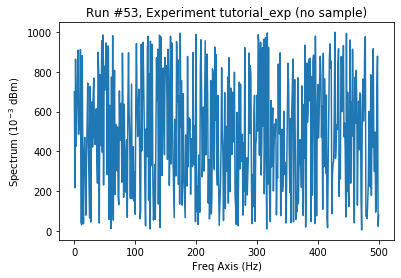 Run #53, Experiment tutorial_exp (no sample)
1000
800
600
400
200
0
Spectrum (10⁻³ dBm)
0 100 200 300 400 500
Freq Axis (Hz)